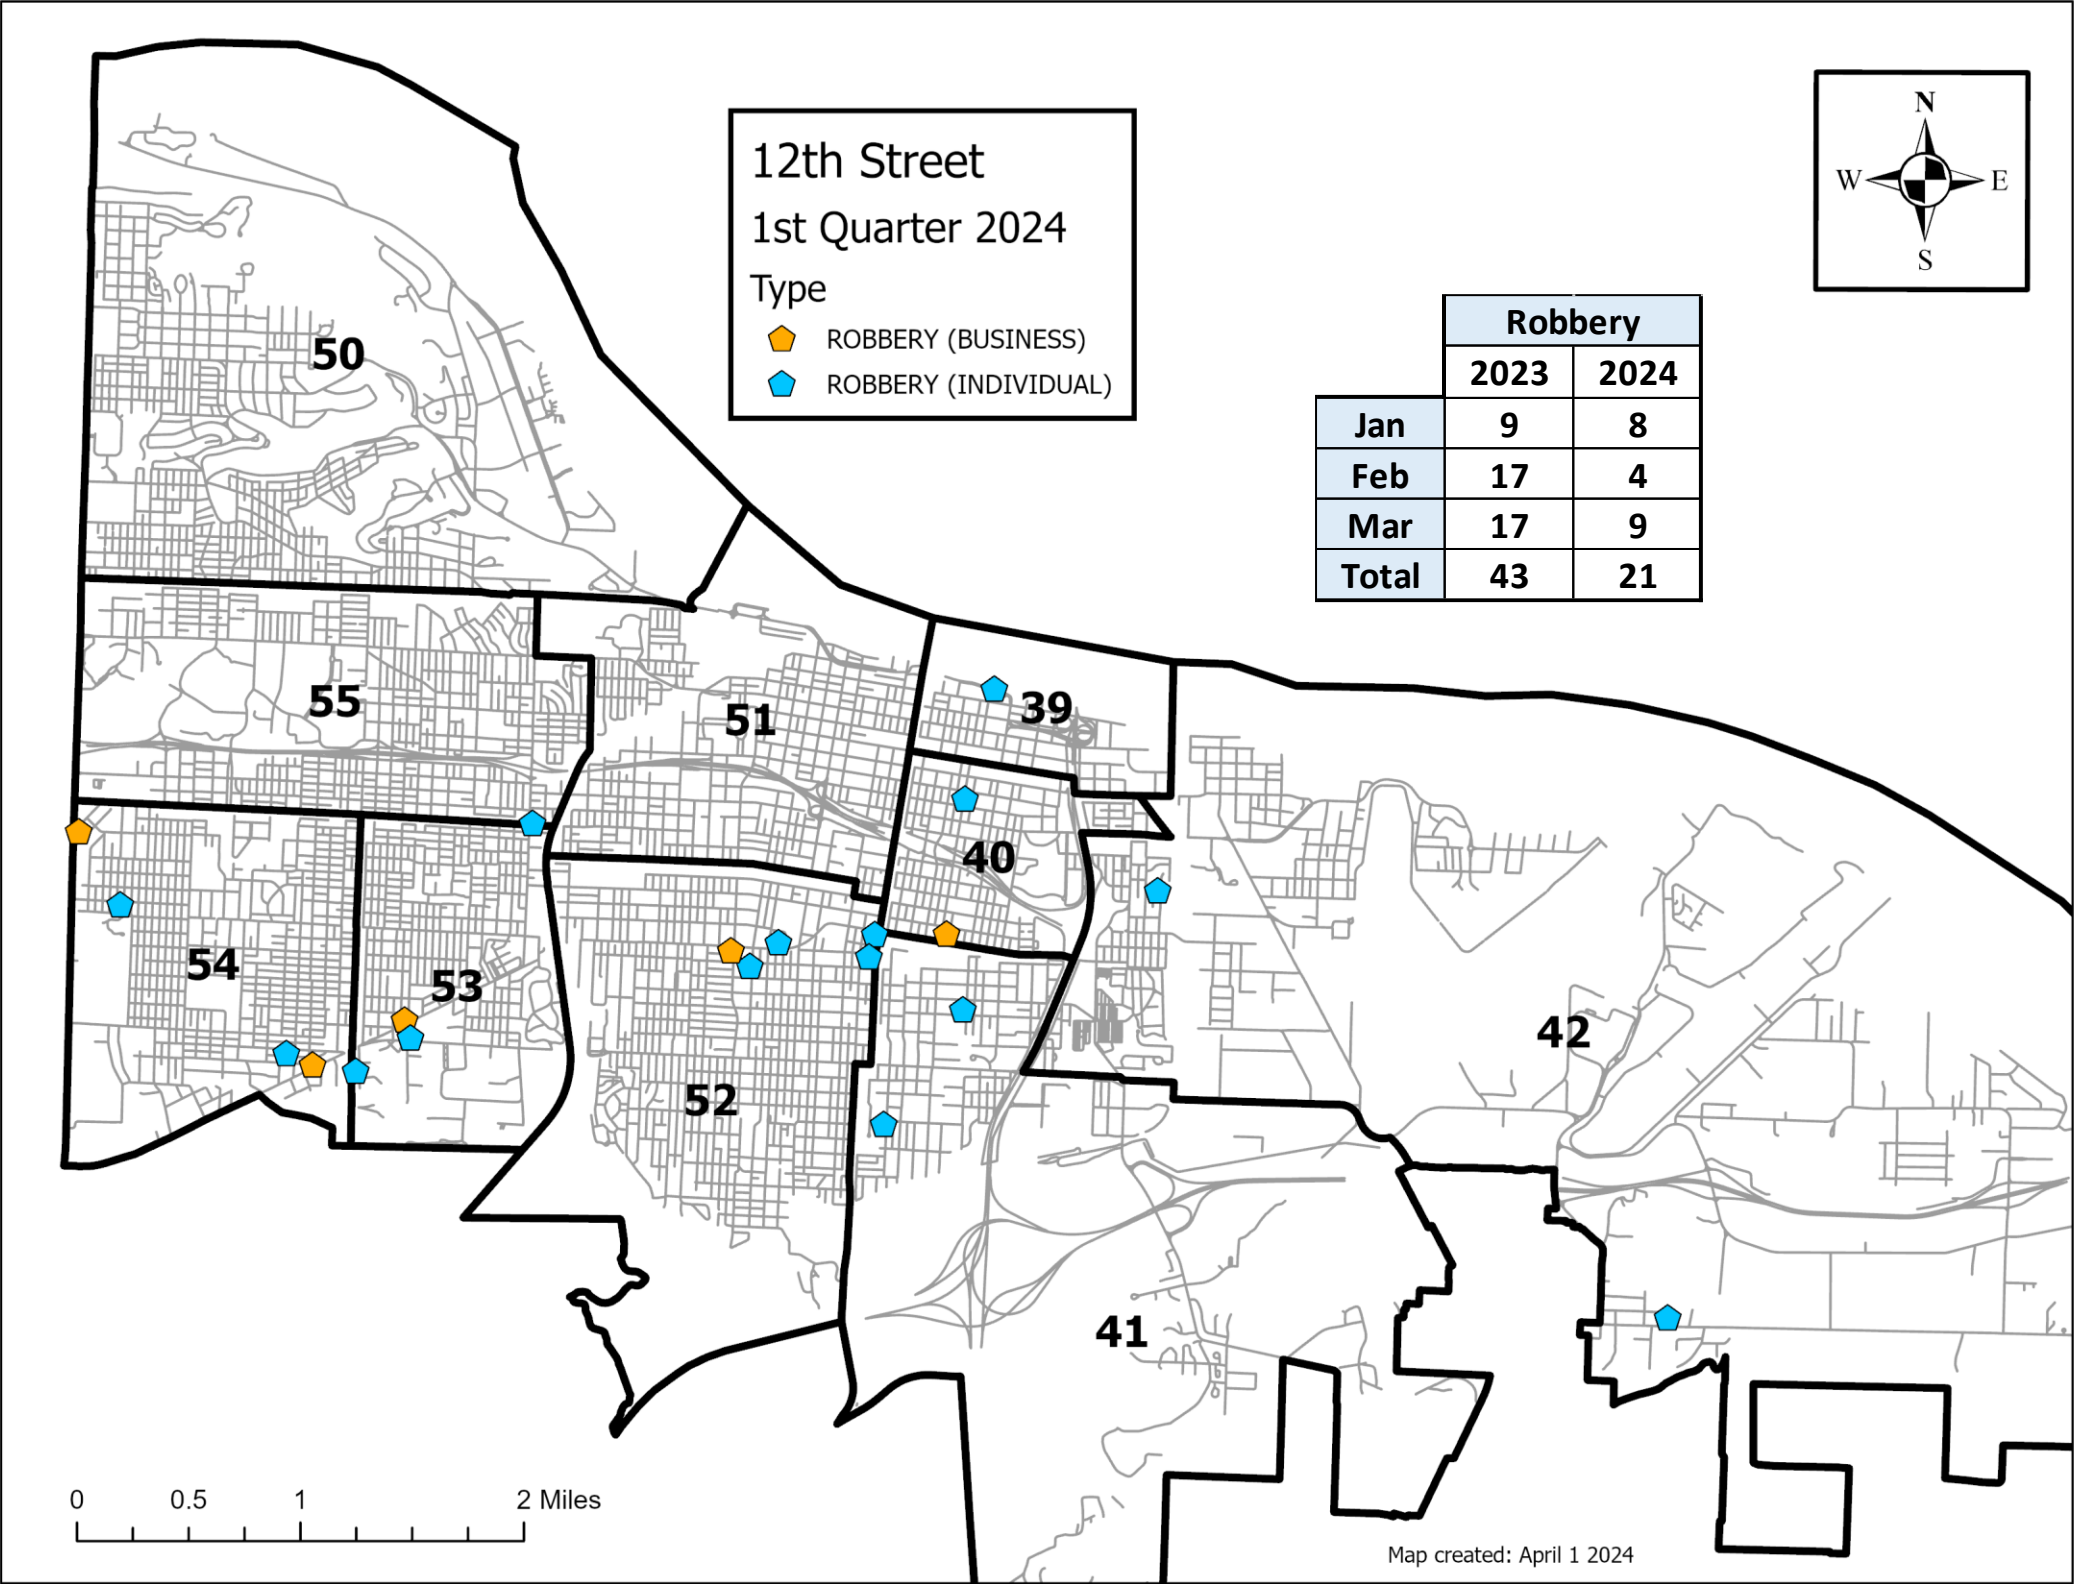 12th Street
1st Quarter 2024
Type
ROBBERY (BUSINESS)
ROBBERY (INDIVIDUAL)
N
W E
S
Robbery
2023 2024
Jan 9 8
Feb 17 4
Mar 17 9
Total 43 21
50
55
51
39
40
54
53
52
42
41
0 0.5 1 2 Miles
Map created: April 1 2024